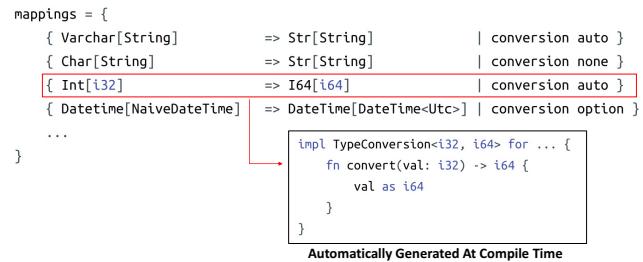 mappings = {
{ Varchar[String] => Str[String] | conversion auto }
{ Char[String] => Str[String] | conversion none }
{ Int[i32] => I64[i64] | conversion auto }
{ Datetime[NaiveDateTime] => DateTime[DateTime<Utc>] | conversion option }
...
}
impl TypeConversion<i32, i64> for ... {
fn convert(val: i32) -> i64 {
val as i64
}
}
Automatically Generated At Compile Time